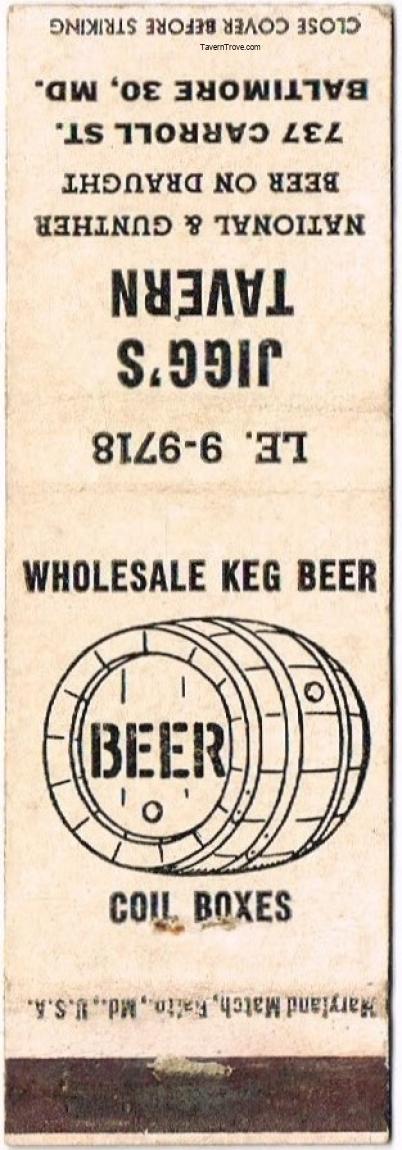 CLOSE COVER BEFORE STRIKING
TavernTrove.com
BALTIMORE 30, MD.
737 CARROLL ST.
BEER ON DRAUGHT
NATIONAL & GUNTHER
TAVERN
JIGG'S
LE. 9-9718
WHOLESALE KEG BEER
BEER
COIL BOXES
Maryland Match, Balto., Md., U.S.A.